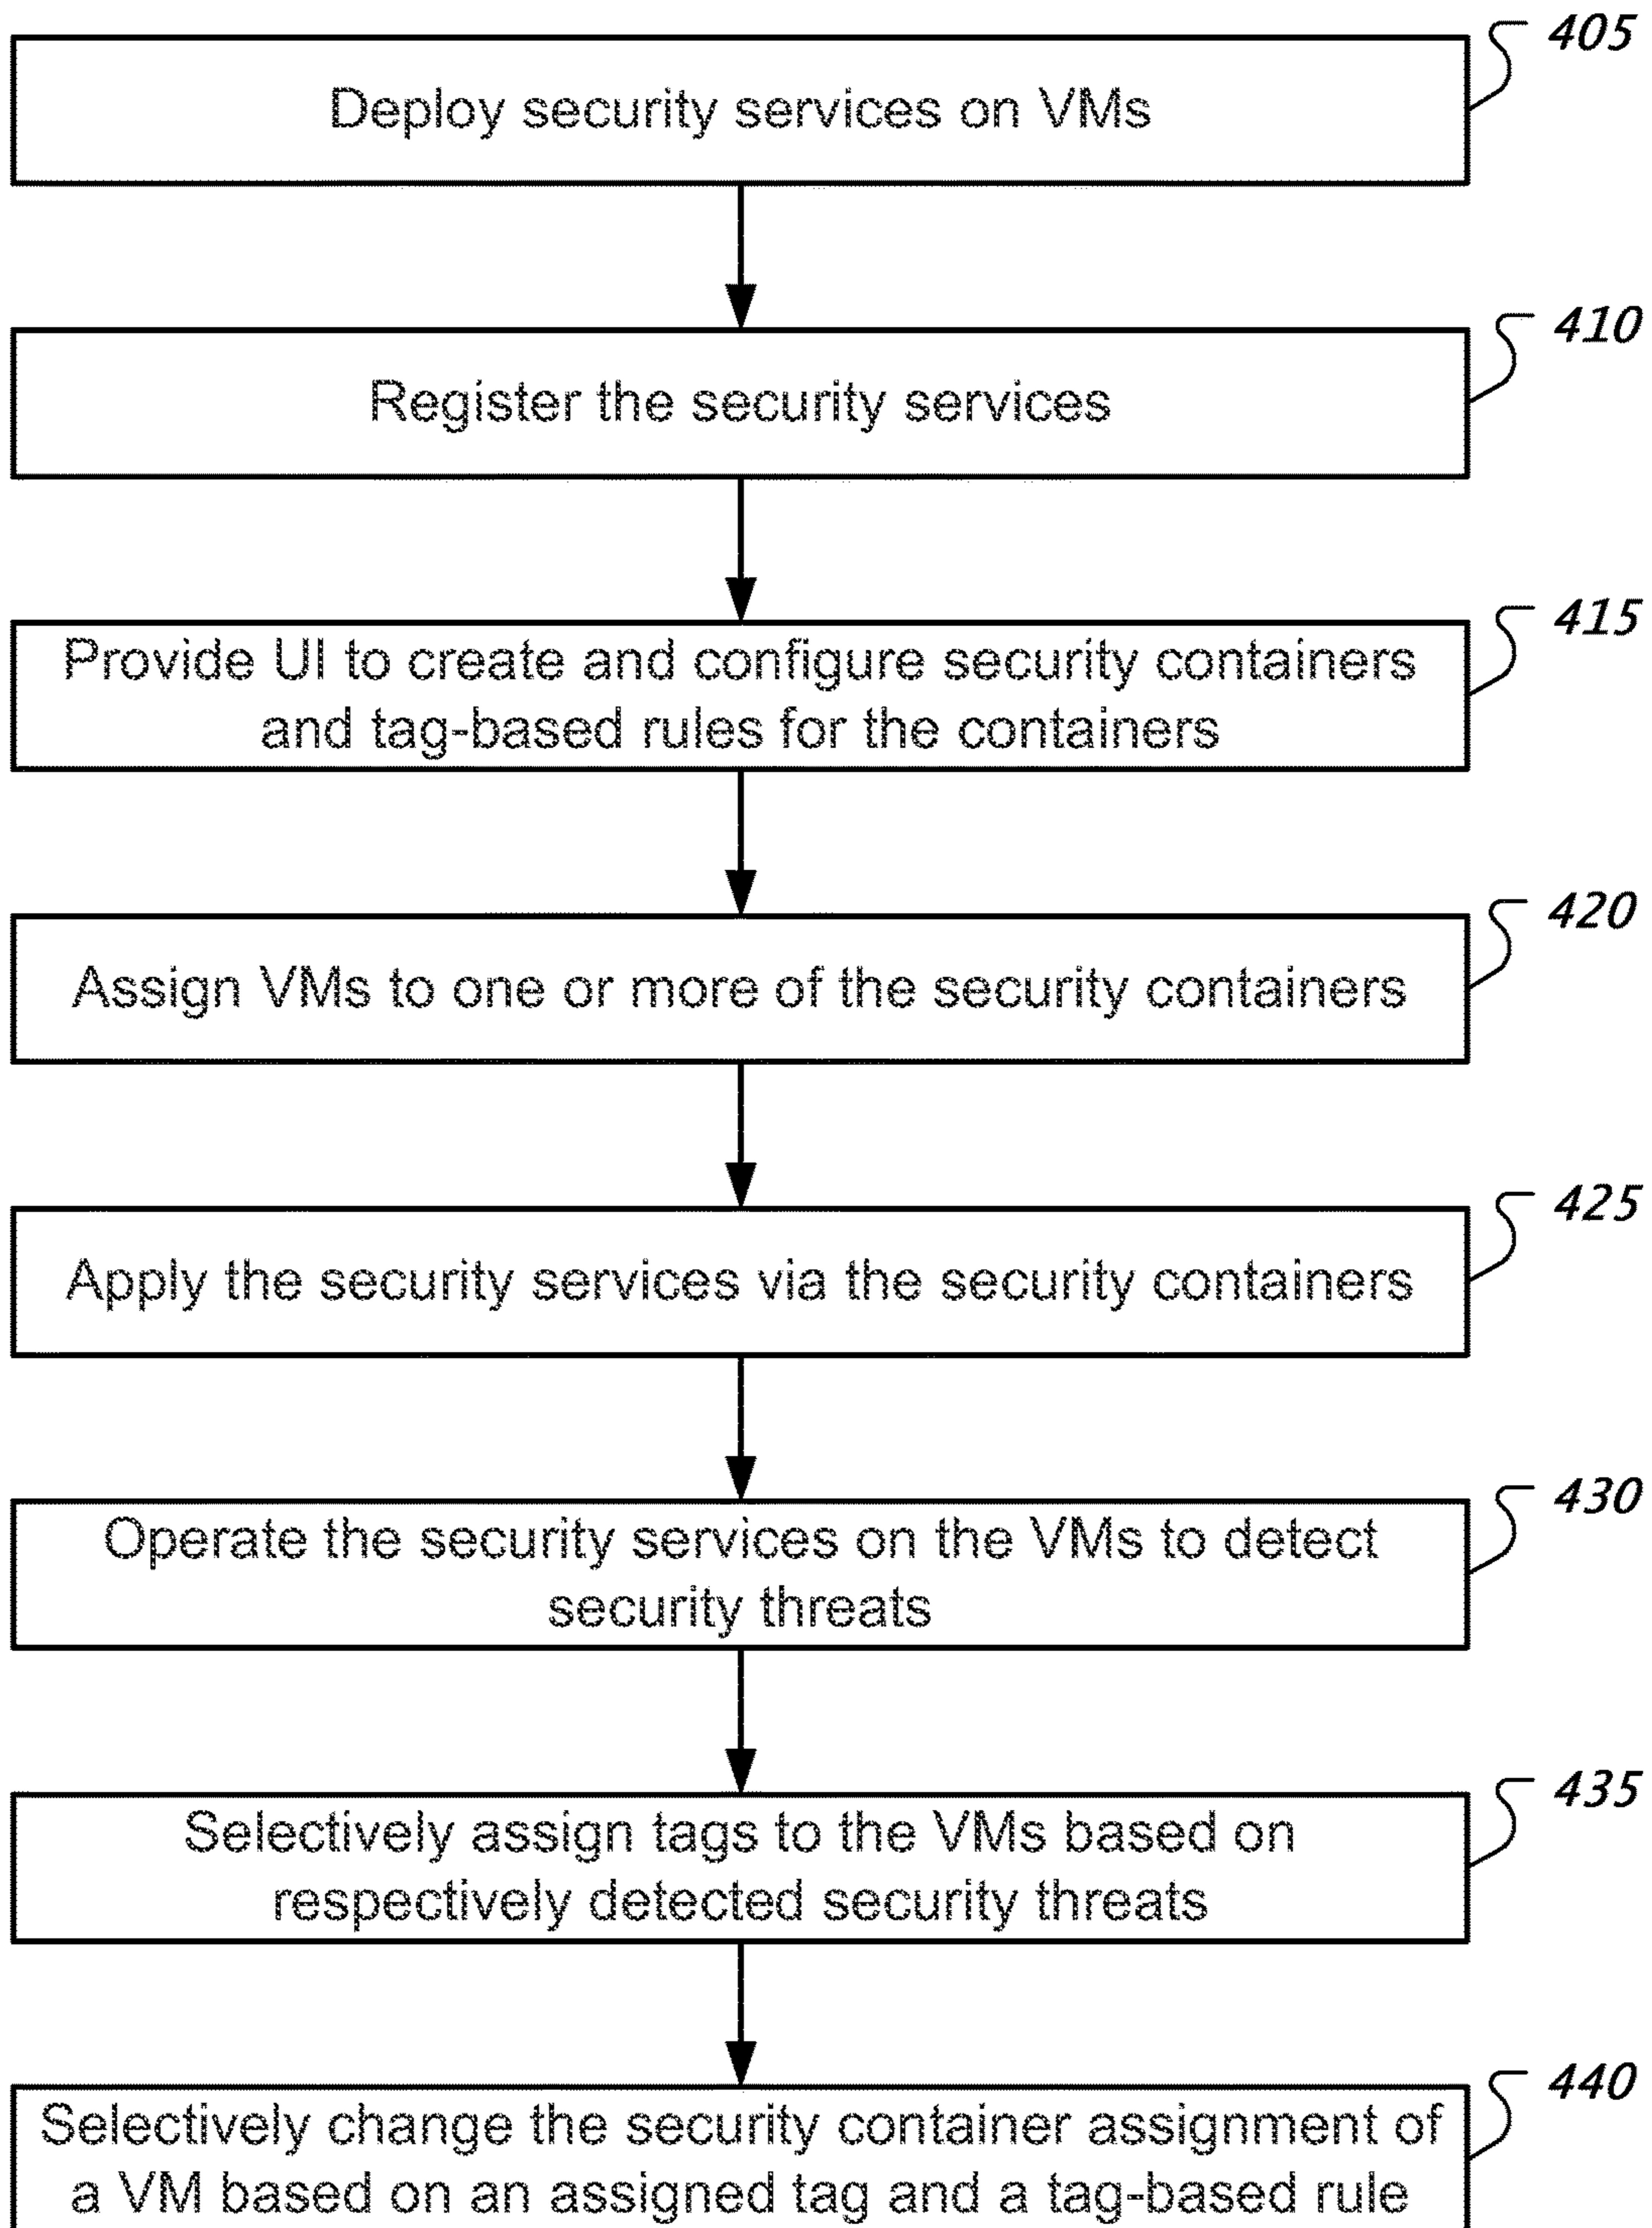 405
Deploy security services on VMs
410
Register the security services
415
Provide UI to create and configure security containers
and tag-based rules for the containers
420
Assign VMs to one or more of the security containers
425
Apply the security services via the security containers
430
Operate the security services on the VMs to detect
security threats
435
Selectively assign tags to the VMs based on
respectively detected security threats
440
Selectively change the security container assignment of
a VM based on an assigned tag and a tag-based rule